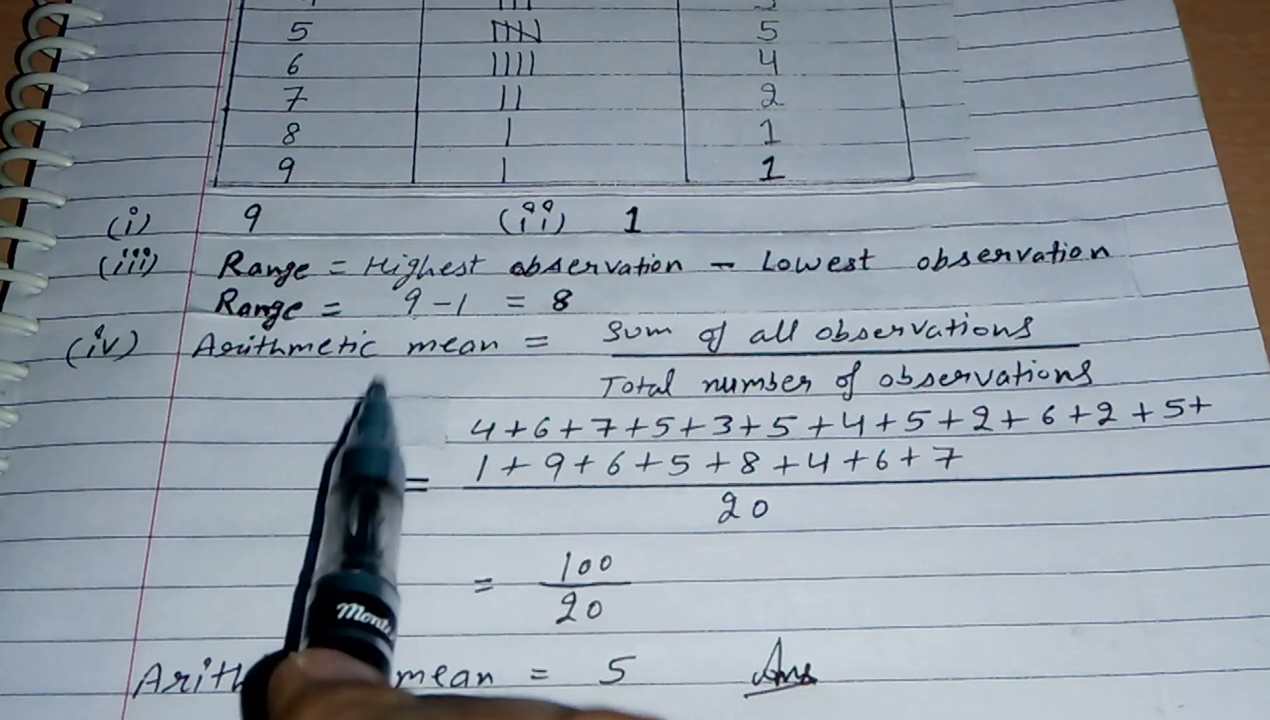 5 𝍸 5
6 |||| 4
7 || 2
8 | 1
9 | 1
(i) 9 (ii) 1
(iii) Range = Highest observation - Lowest observation
Range = 9 - 1 = 8
(iv) Arithmetic mean = Sum of all observations
Total number of observations
4+6+7+5+3+5+4+5+2+6+2+5+
= 1+9+6+5+8+4+6+7
20
= 100
20
mean = 5 Ans